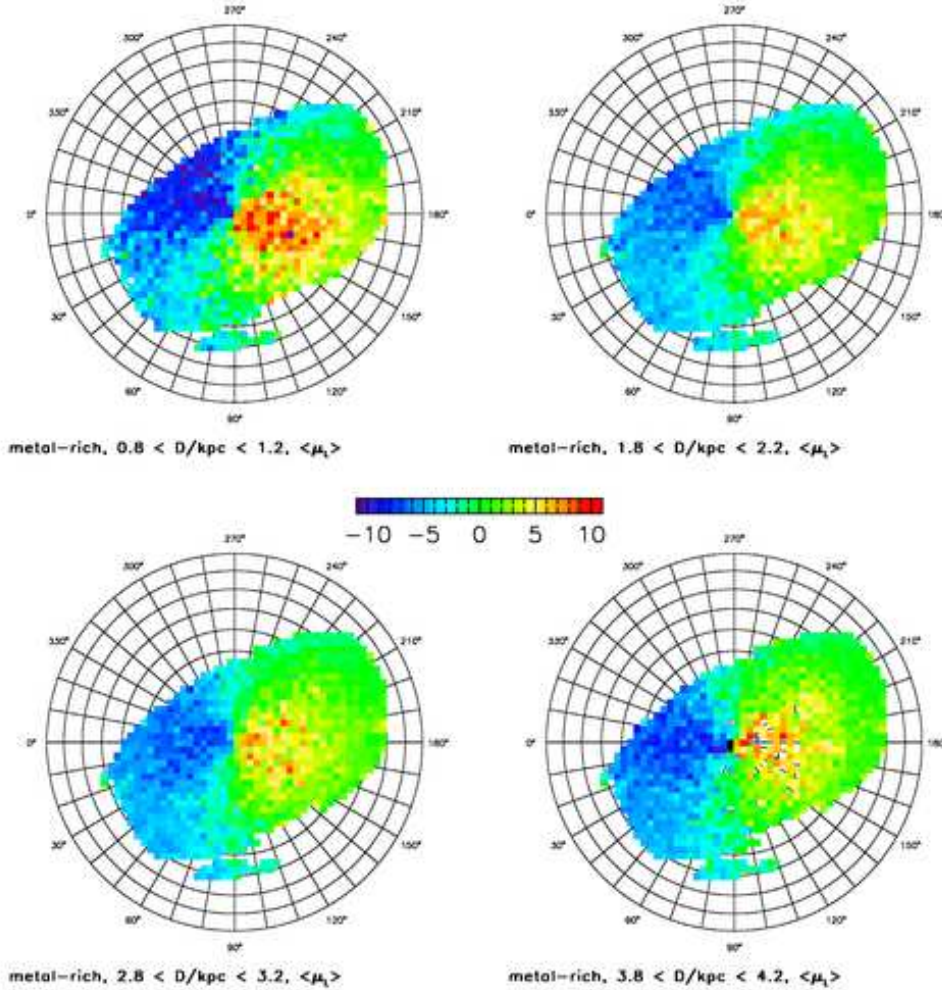 270° 270°
300° 240° 300° 240°
330° 210° 330° 210°
0° 180° 0° 180°
30° 150° 30° 150°
60° 120° 60° 120°
90° 90°
metal-rich, 0.8 < D/kpc < 1.2, <μₗ> metal-rich, 1.8 < D/kpc < 2.2, <μₗ>
-10 -5 0 5 10
270° 270°
300° 240° 300° 240°
330° 210° 330° 210°
0° 180° 0° 180°
30° 150° 30° 150°
60° 120° 60° 120°
90° 90°
metal-rich, 2.8 < D/kpc < 3.2, <μₗ> metal-rich, 3.8 < D/kpc < 4.2, <μₗ>